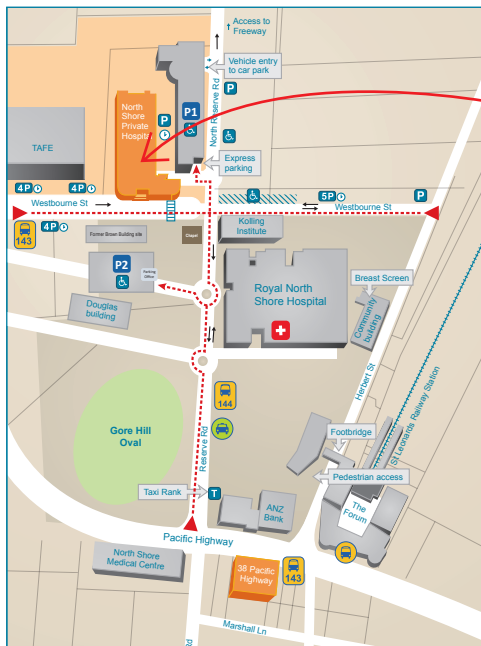 Access to
Freeway
Vehicle entry
to car park
P
North Reserve Rd
P1
North
Shore
Private
Hospital
P
TAFE
Express
parking
4P
4P
5P
P
Westbourne St
Westbourne St
143
4P
Former Brown Building site
Chapel
Kolling
Institute
P2
Parking
Office
Douglas
building
Royal North
Shore Hospital
Breast Screen
Community
building
Herbert St
St Leonards Railway Station
144
Gore Hill
Oval
Reserve Rd
Footbridge
Pedestrian access
Taxi Rank
T
ANZ
Bank
The
Forum
Pacific Highway
North Shore
Medical Centre
38 Pacific
Highway
143
Marshall Ln
Rd